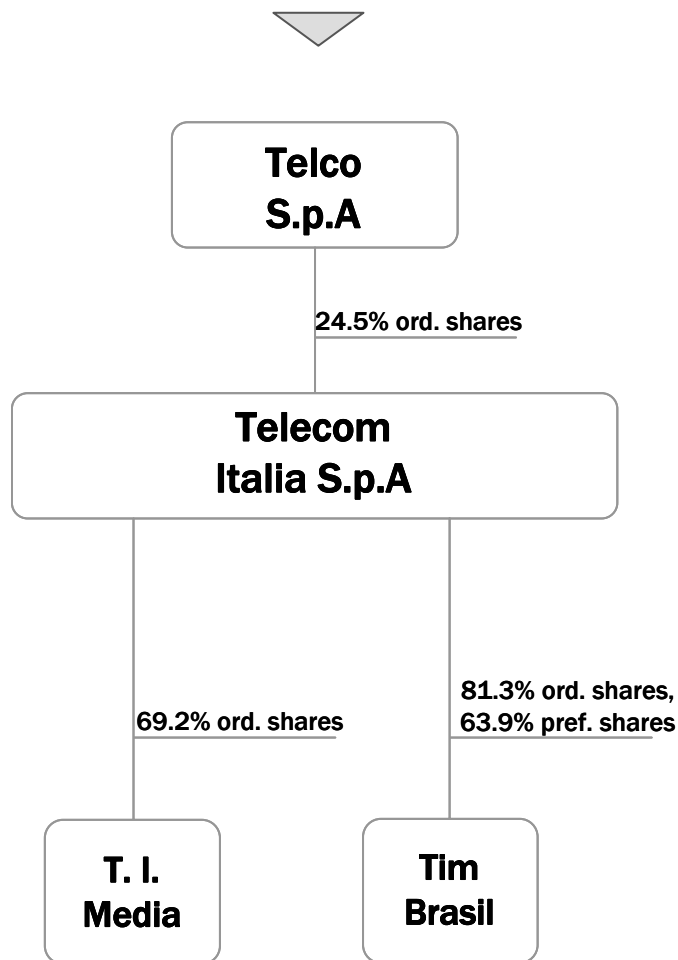 Telco
S.p.A
24.5% ord. shares
Telecom
Italia S.p.A
69.2% ord. shares
81.3% ord. shares,
63.9% pref. shares
T. I.
Media
Tim
Brasil